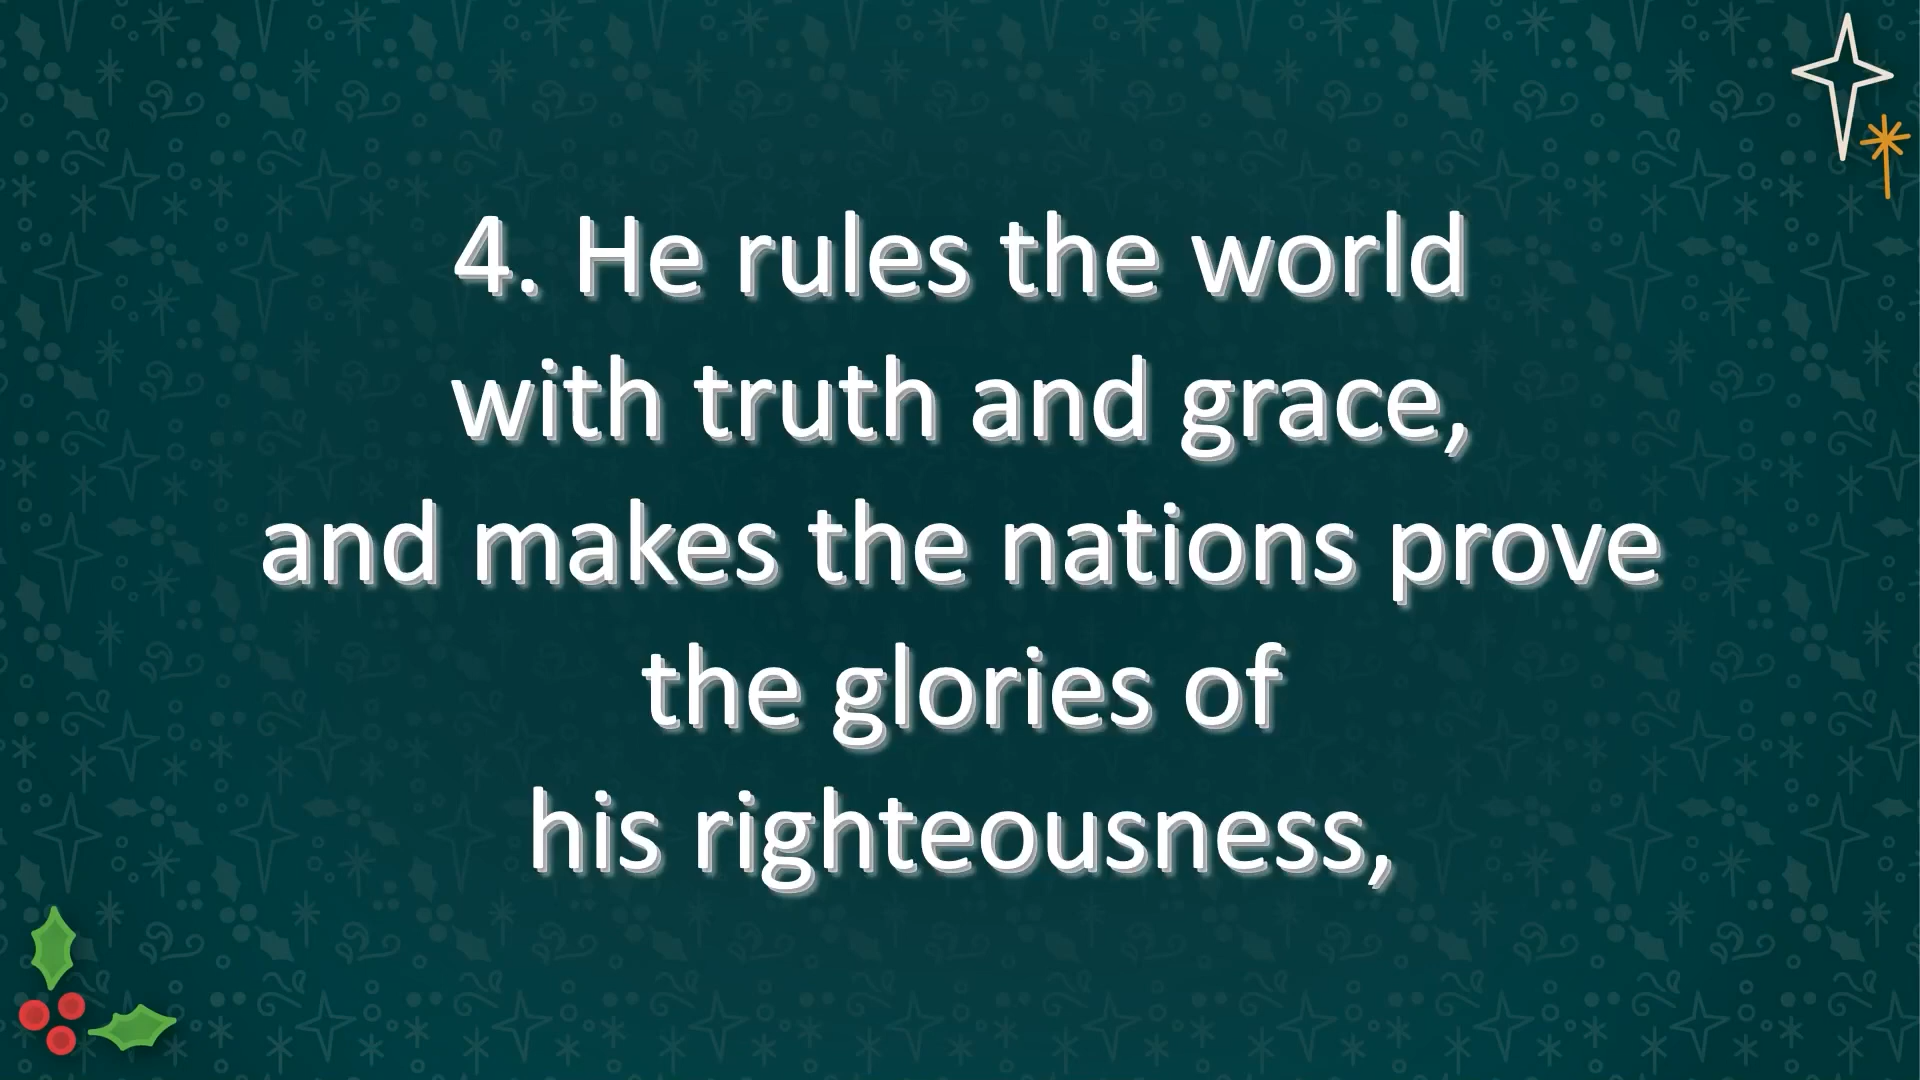 4. He rules the world
with truth and grace,
and makes the nations prove
the glories of
his righteousness,